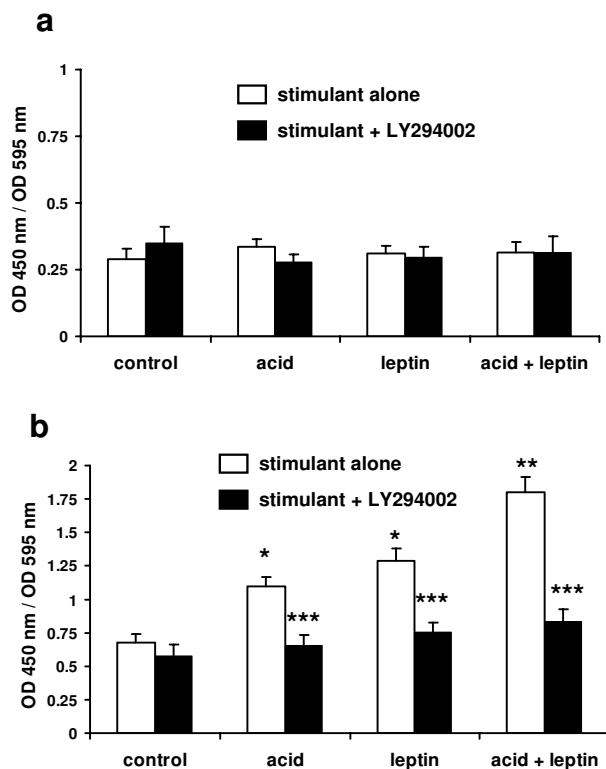 a
1
stimulant alone
stimulant + LY294002
0.75
0.5
0.25
0
OD 450 nm / OD 595 nm
control acid leptin acid + leptin
b
2
stimulant alone
stimulant + LY294002
1.75
1.5
1.25
1
0.75
0.5
0.25
0
OD 450 nm / OD 595 nm
* *** * *** ** ***
control acid leptin acid + leptin